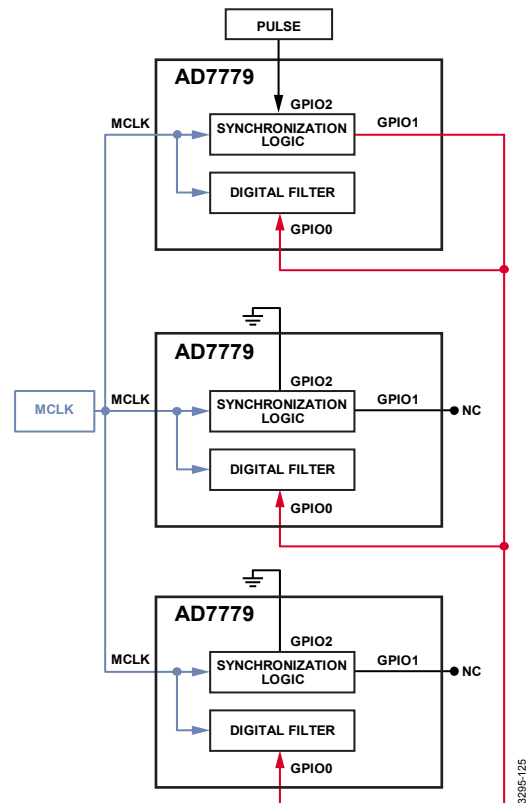 PULSE
AD7779
GPIO2
MCLK
SYNCHRONIZATION
LOGIC
GPIO1
DIGITAL FILTER
GPIO0
AD7779
GPIO2
MCLK
MCLK
SYNCHRONIZATION
LOGIC
GPIO1
NC
DIGITAL FILTER
GPIO0
AD7779
GPIO2
MCLK
SYNCHRONIZATION
LOGIC
GPIO1
NC
DIGITAL FILTER
GPIO0
3295-125